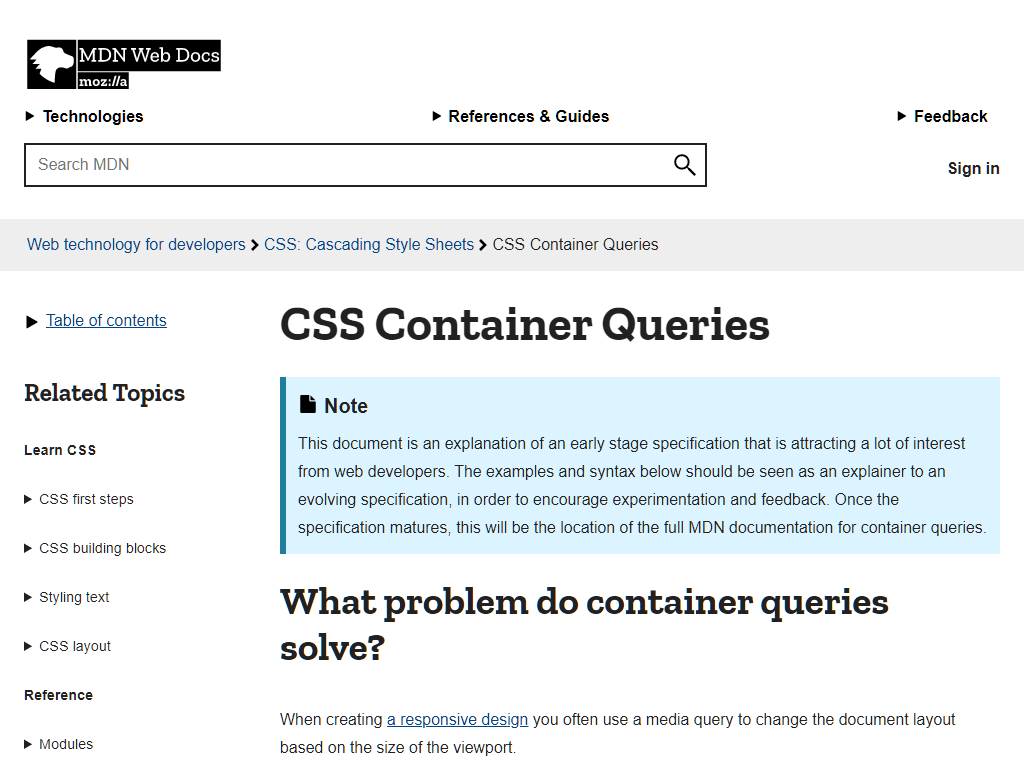 MDN Web Docs
moz://a
Technologies
References & Guides
Feedback
Search MDN
Sign in
Web technology for developers
CSS: Cascading Style Sheets
CSS Container Queries
Table of contents
Related Topics
Learn CSS
CSS first steps
CSS building blocks
Styling text
CSS layout
Reference
Modules
CSS Container Queries
Note
This document is an explanation of an early stage specification that is attracting a lot of interest
from web developers. The examples and syntax below should be seen as an explainer to an
evolving specification, in order to encourage experimentation and feedback. Once the
specification matures, this will be the location of the full MDN documentation for container queries.
What problem do container queries
solve?
When creating a responsive design you often use a media query to change the document layout
based on the size of the viewport.